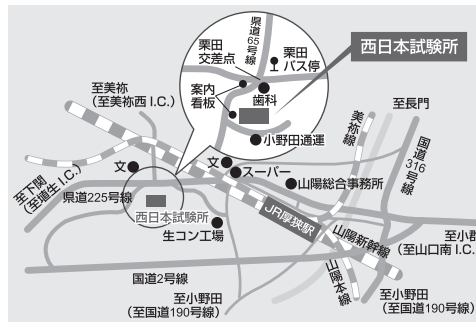 栗田
交差点
県道
65号線
栗田
バス停
西日本試験所
案内
看板
歯科
小野田通運
至美祢
(至美祢西I.C.)
至長門
美祢線
国道
316号線
文
文
スーパー
山陽総合事務所
至下関
(至埴生I.C.)
県道225号線
西日本試験所
生コン工場
JR厚狭駅
山陽新幹線
至小郡
(至山口南I.C.)
山陽本線
国道2号線
至小野田
(至国道190号線)
至小野田
(至国道190号線)